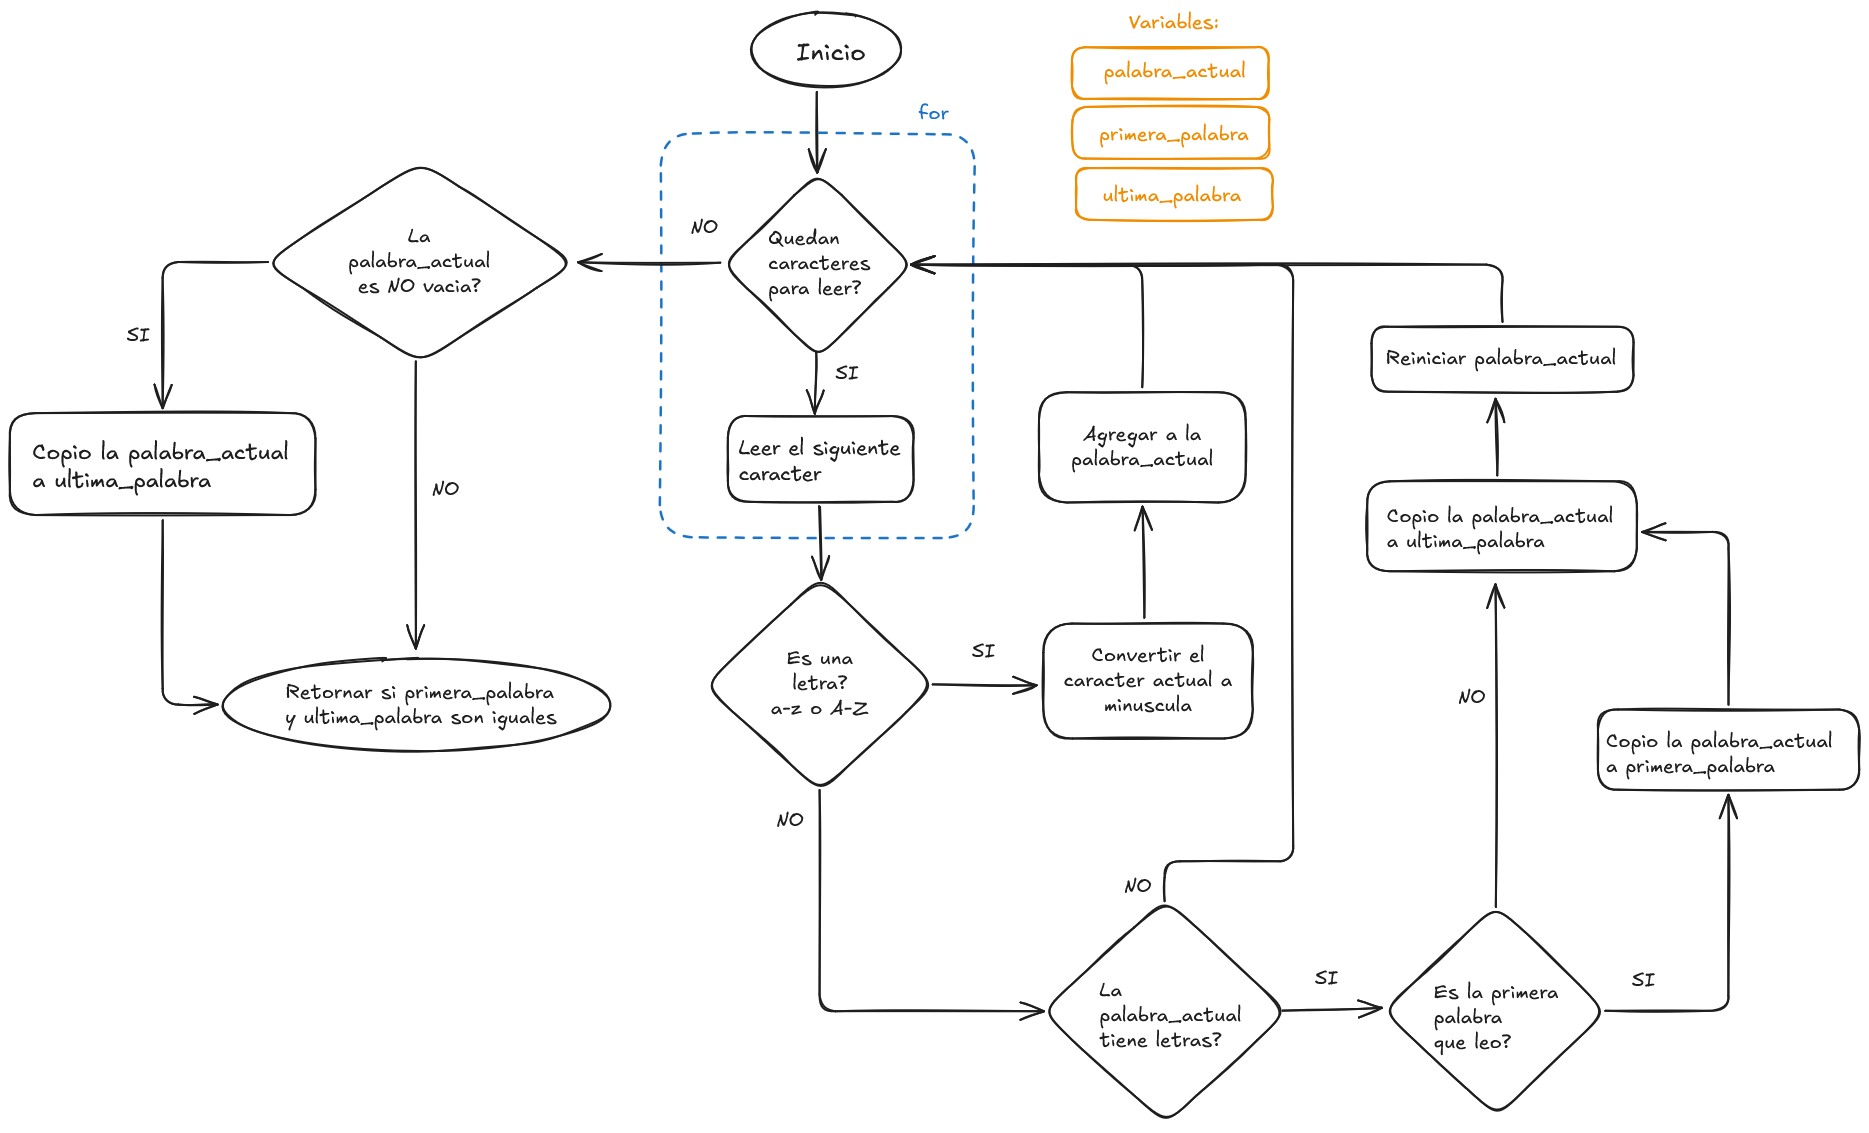 Inicio
Variables:
palabra_actual
primera_palabra
ultima_palabra
for
Quedan
caracteres
para leer?
NO
SI
La
palabra_actual
es NO vacia?
SI
NO
Copio la palabra_actual
a ultima_palabra
Retornar si primera_palabra
y ultima_palabra son iguales
Leer el siguiente
caracter
Es una
letra?
a-z o A-Z
SI
NO
Convertir el
caracter actual a
minuscula
Agregar a la
palabra_actual
La
palabra_actual
tiene letras?
NO
SI
Es la primera
palabra
que leo?
NO
SI
Copio la palabra_actual
a primera_palabra
Copio la palabra_actual
a ultima_palabra
Reiniciar palabra_actual